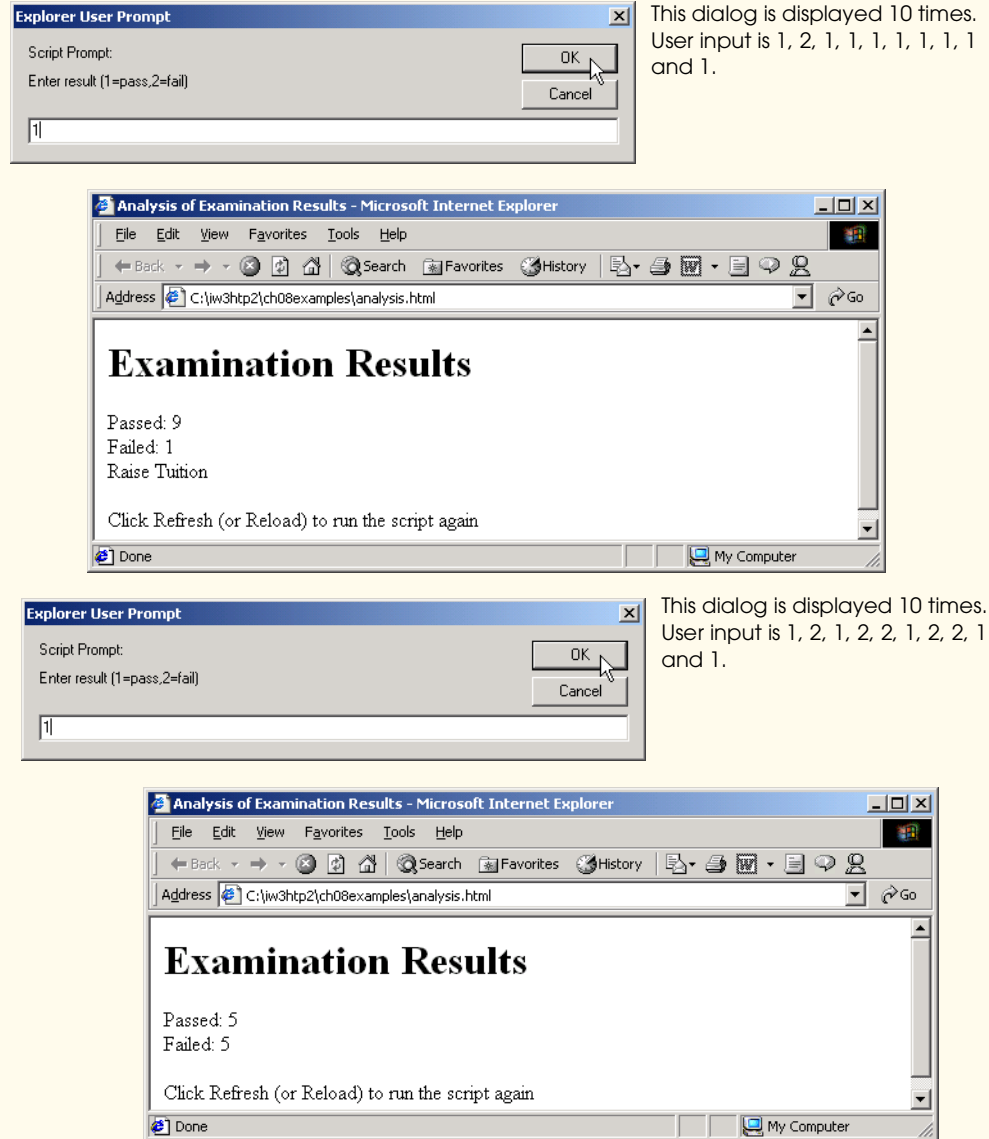 Explorer User Prompt
Script Prompt:
Enter result (1=pass,2=fail)
OK
Cancel
1
This dialog is displayed 10 times.
User input is 1, 2, 1, 1, 1, 1, 1, 1, 1
and 1.
Analysis of Examination Results - Microsoft Internet Explorer
File Edit View Favorites Tools Help
Back Search Favorites History
Address C:\iw3htp2\ch08examples\analysis.html Go
Examination Results
Passed: 9
Failed: 1
Raise Tuition
Click Refresh (or Reload) to run the script again
Done My Computer
Explorer User Prompt
Script Prompt:
Enter result (1=pass,2=fail)
OK
Cancel
1
This dialog is displayed 10 times.
User input is 1, 2, 1, 2, 2, 1, 2, 2, 1
and 1.
Analysis of Examination Results - Microsoft Internet Explorer
File Edit View Favorites Tools Help
Back Search Favorites History
Address C:\iw3htp2\ch08examples\analysis.html Go
Examination Results
Passed: 5
Failed: 5
Click Refresh (or Reload) to run the script again
Done My Computer